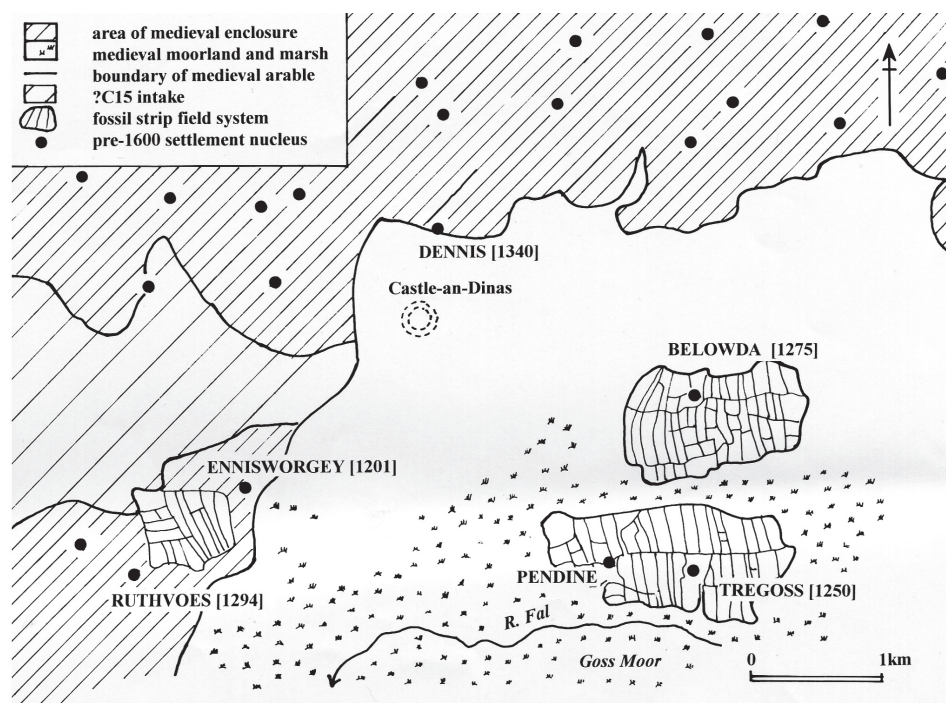 area of medieval enclosure
medieval moorland and marsh
boundary of medieval arable
?C15 intake
fossil strip field system
pre-1600 settlement nucleus
DENNIS [1340]
Castle-an-Dinas
BELOWDA [1275]
ENNISWORGEY [1201]
PENDINE
TREGOSS [1250]
RUTHVOES [1294]
R. Fal
Goss Moor
0 1km